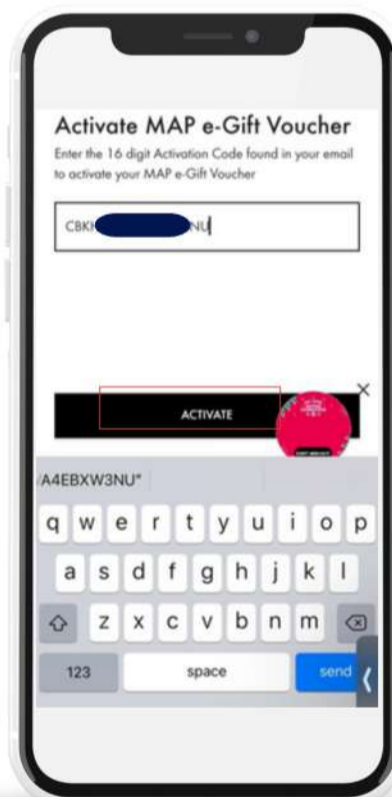 Activate MAP e-Gift Voucher
Enter the 16 digit Activation Code found in your email
to activate your MAP e-Gift Voucher
CBK NU
ACTIVATE
A4EBXW3NU"
q w e r t y u i o p
a s d f g h j k l
z x c v b n m
123 space send